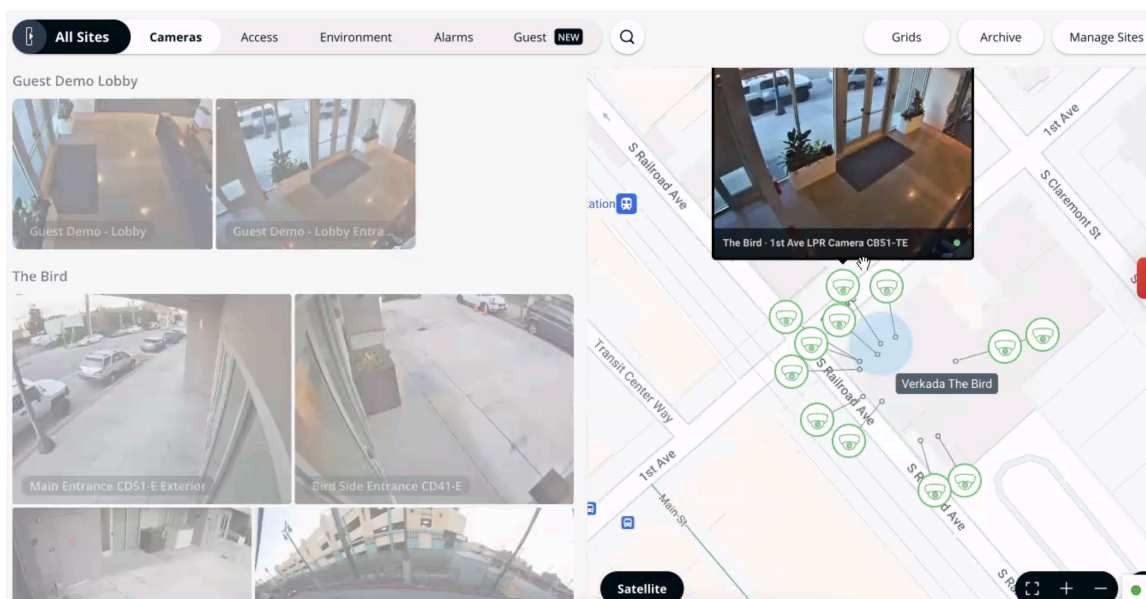 All Sites
Cameras
Access
Environment
Alarms
Guest NEW
Grids
Archive
Manage Sites
Guest Demo Lobby
Guest Demo - Lobby
Guest Demo - Lobby Entra...
The Bird
Main Entrance CD51-E Exterior
Bird Side Entrance CD41-E
The Bird - 1st Ave LPR Camera CB51-TE
1st Ave
S Railroad Ave
S Claremont St
ation
Transit Center Way
S Railroad Ave
Verkada The Bird
1st Ave
Main St
S R d Ave
S Ra
Satellite